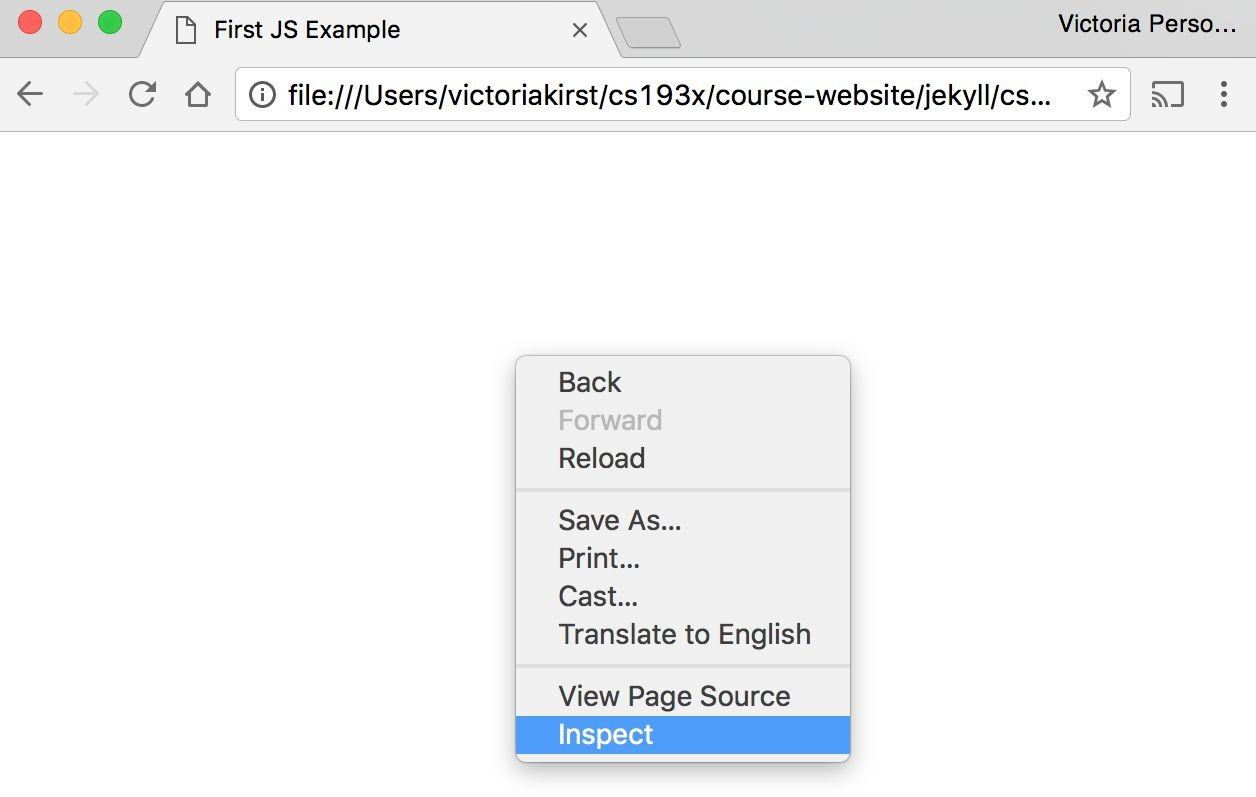 First JS Example
Victoria Perso...
file:///Users/victoriakirst/cs193x/course-website/jekyll/cs...
Back
Forward
Reload
Save As...
Print...
Cast...
Translate to English
View Page Source
Inspect